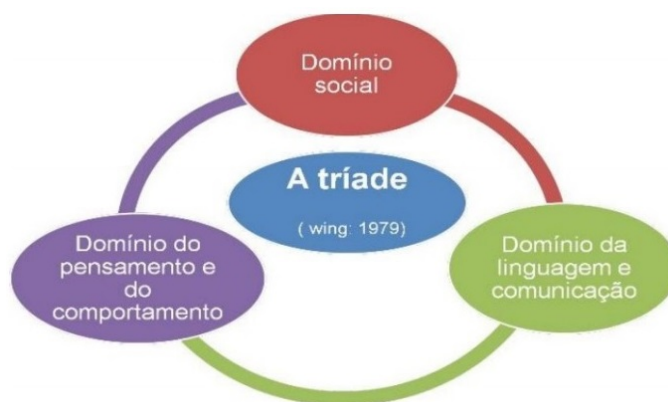 Domínio
social
A tríade
( wing: 1979)
Domínio do
pensamento e
do
comportamento
Domínio da
linguagem e
comunicação